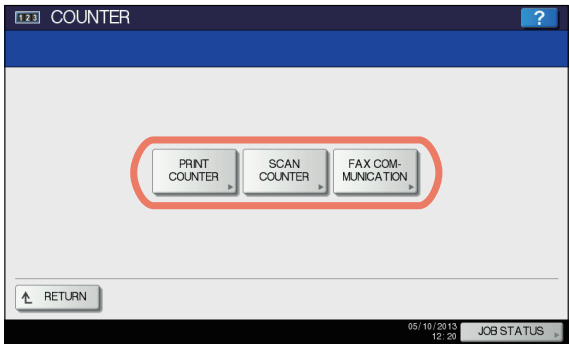 123 COUNTER ?
PRINT
COUNTER
SCAN
COUNTER
FAX COM-
MUNICATION
RETURN
05/10/2013
12:20
JOB STATUS